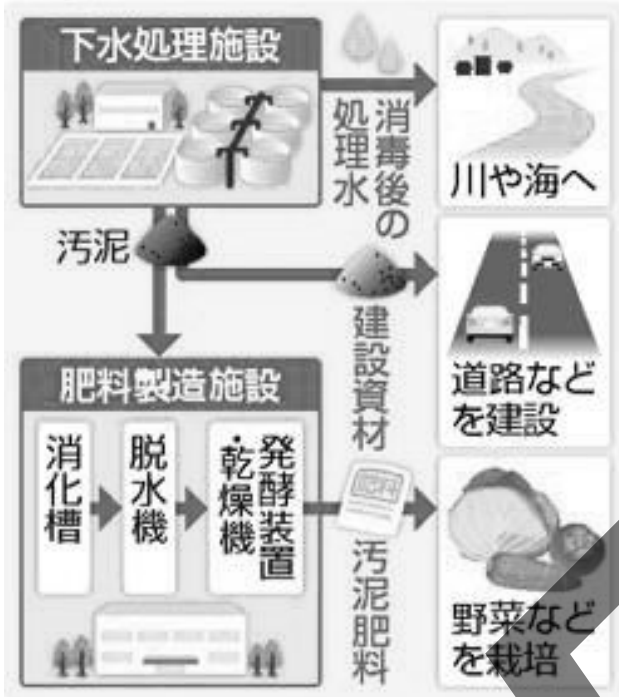 下水処理施設
消毒後の
処理水
川や海へ
汚泥
建設資材
道路など
を建設
肥料製造施設
消化槽
脱水機
発酵装置
・乾燥機
汚泥肥料
野菜など
を栽培